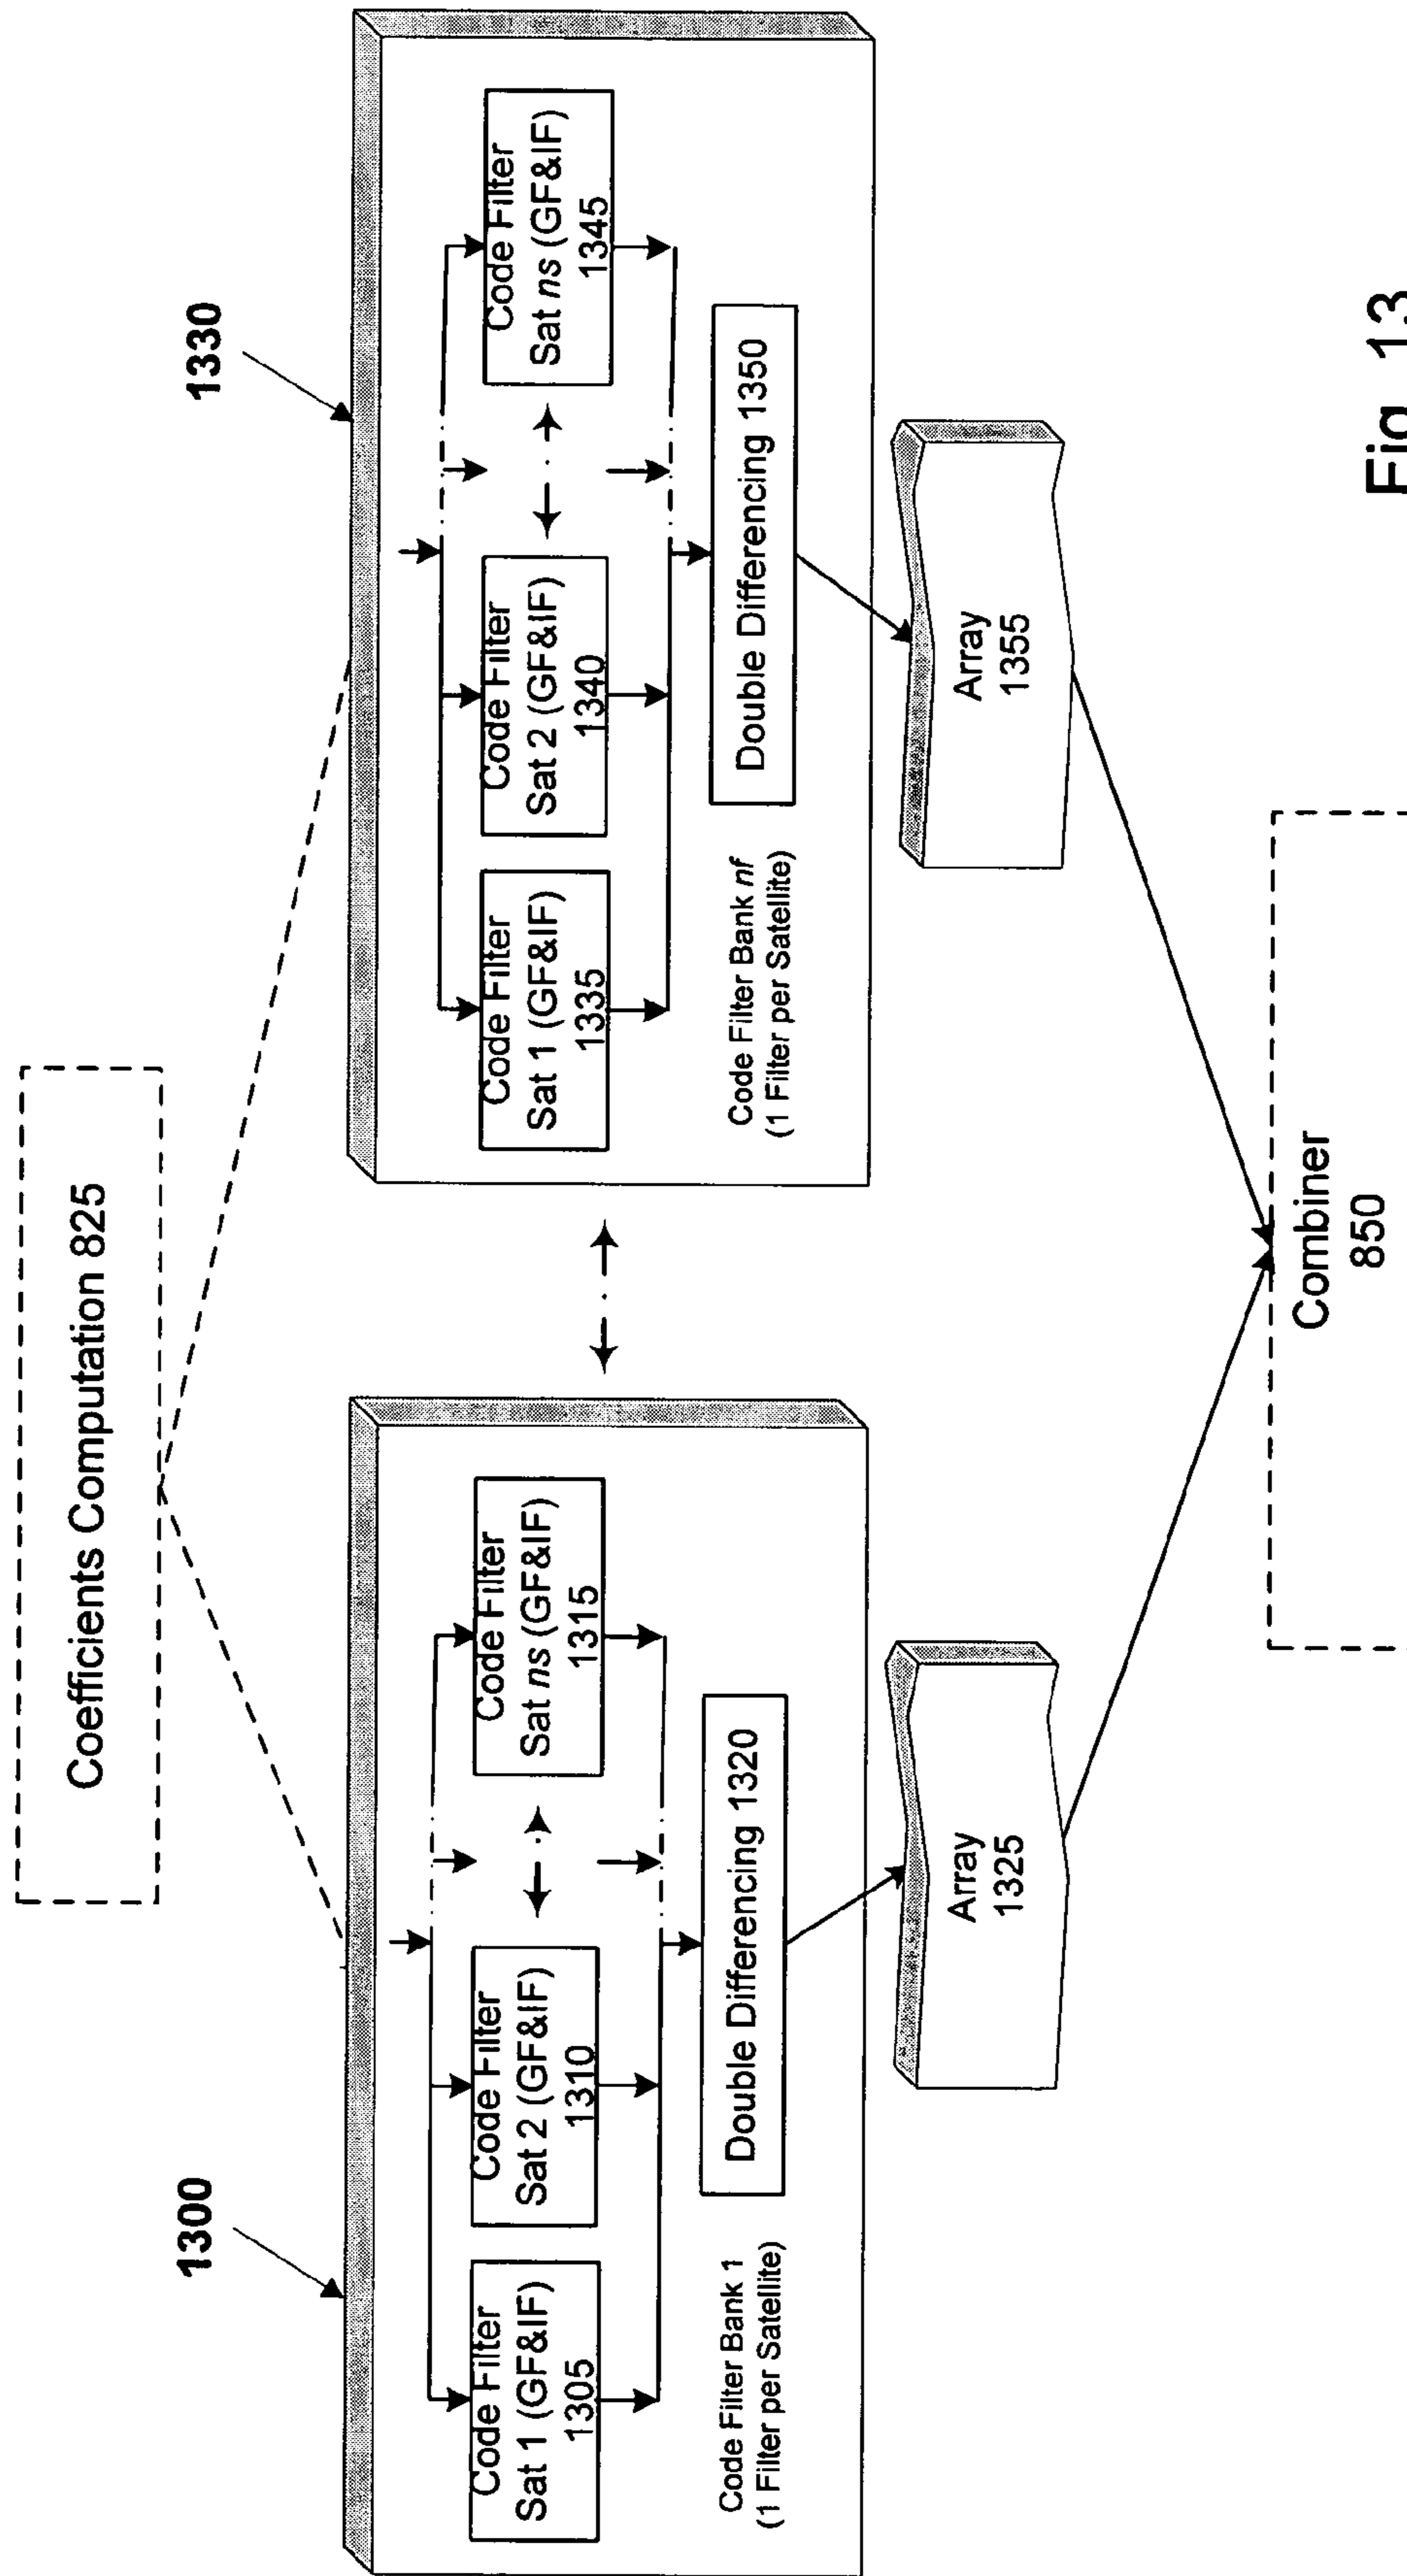 Coefficients Computation 825
1300
1330
Code Filter
Sat 1 (GF&IF)
1305
Code Filter
Sat 2 (GF&IF)
1310
Code Filter
Sat ns (GF&IF)
1315
Double Differencing 1320
Code Filter Bank 1
(1 Filter per Satellite)
Array
1325
Code Filter
Sat 1 (GF&IF)
1335
Code Filter
Sat 2 (GF&IF)
1340
Code Filter
Sat ns (GF&IF)
1345
Double Differencing 1350
Code Filter Bank nf
(1 Filter per Satellite)
Array
1355
Combiner
850
Fig. 13